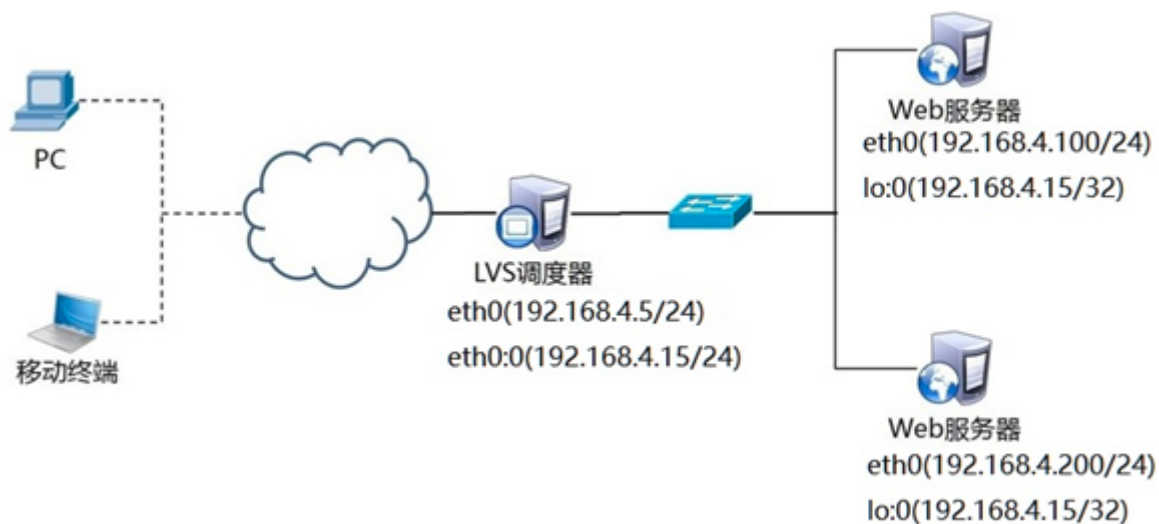 PC
移动终端
LVS调度器
eth0(192.168.4.5/24)
eth0:0(192.168.4.15/24)
Web服务器
eth0(192.168.4.100/24)
lo:0(192.168.4.15/32)
Web服务器
eth0(192.168.4.200/24)
lo:0(192.168.4.15/32)